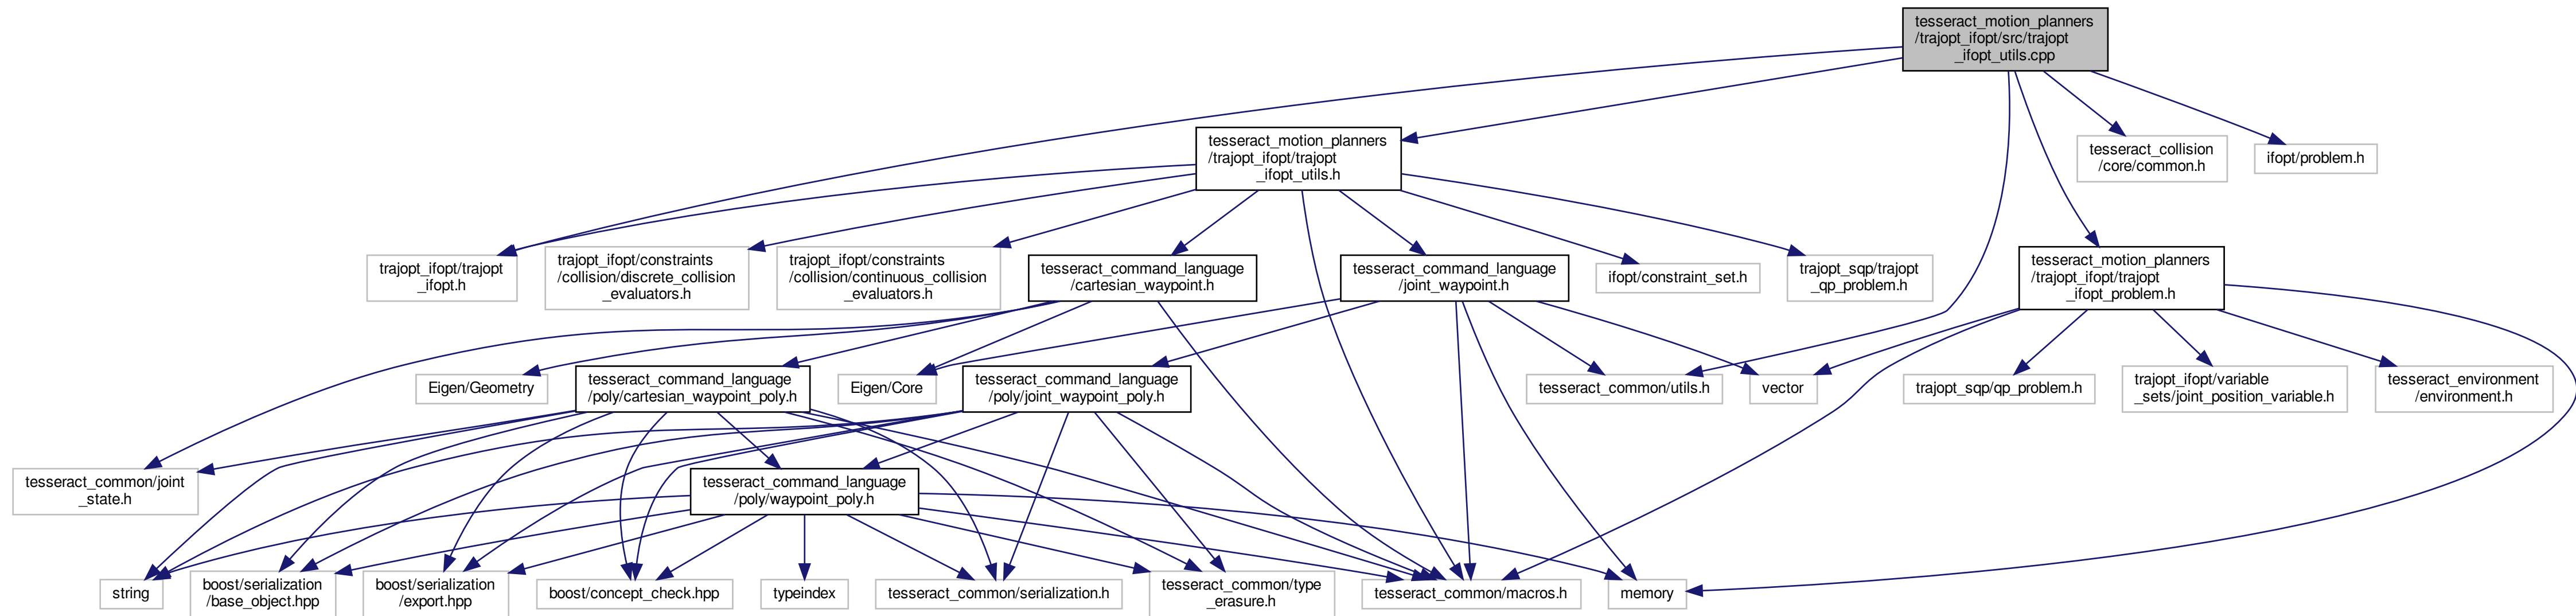 tesseract_motion_planners
/trajopt_ifopt/src/trajopt
_ifopt_utils.cpp
tesseract_motion_planners
/trajopt_ifopt/trajopt
_ifopt_utils.h
tesseract_collision
/core/common.h
ifopt/problem.h
trajopt_ifopt/trajopt
_ifopt.h
trajopt_ifopt/constraints
/collision/discrete_collision
_evaluators.h
trajopt_ifopt/constraints
/collision/continuous_collision
_evaluators.h
tesseract_command_language
/cartesian_waypoint.h
tesseract_command_language
/joint_waypoint.h
ifopt/constraint_set.h
trajopt_sqp/trajopt
_qp_problem.h
tesseract_motion_planners
/trajopt_ifopt/trajopt
_ifopt_problem.h
Eigen/Geometry
tesseract_command_language
/poly/cartesian_waypoint_poly.h
Eigen/Core
tesseract_command_language
/poly/joint_waypoint_poly.h
tesseract_common/utils.h
vector
trajopt_sqp/qp_problem.h
trajopt_ifopt/variable
_sets/joint_position_variable.h
tesseract_environment
/environment.h
tesseract_common/joint
_state.h
tesseract_command_language
/poly/waypoint_poly.h
string
boost/serialization
/base_object.hpp
boost/serialization
/export.hpp
boost/concept_check.hpp
typeindex
tesseract_common/serialization.h
tesseract_common/type
_erasure.h
tesseract_common/macros.h
memory